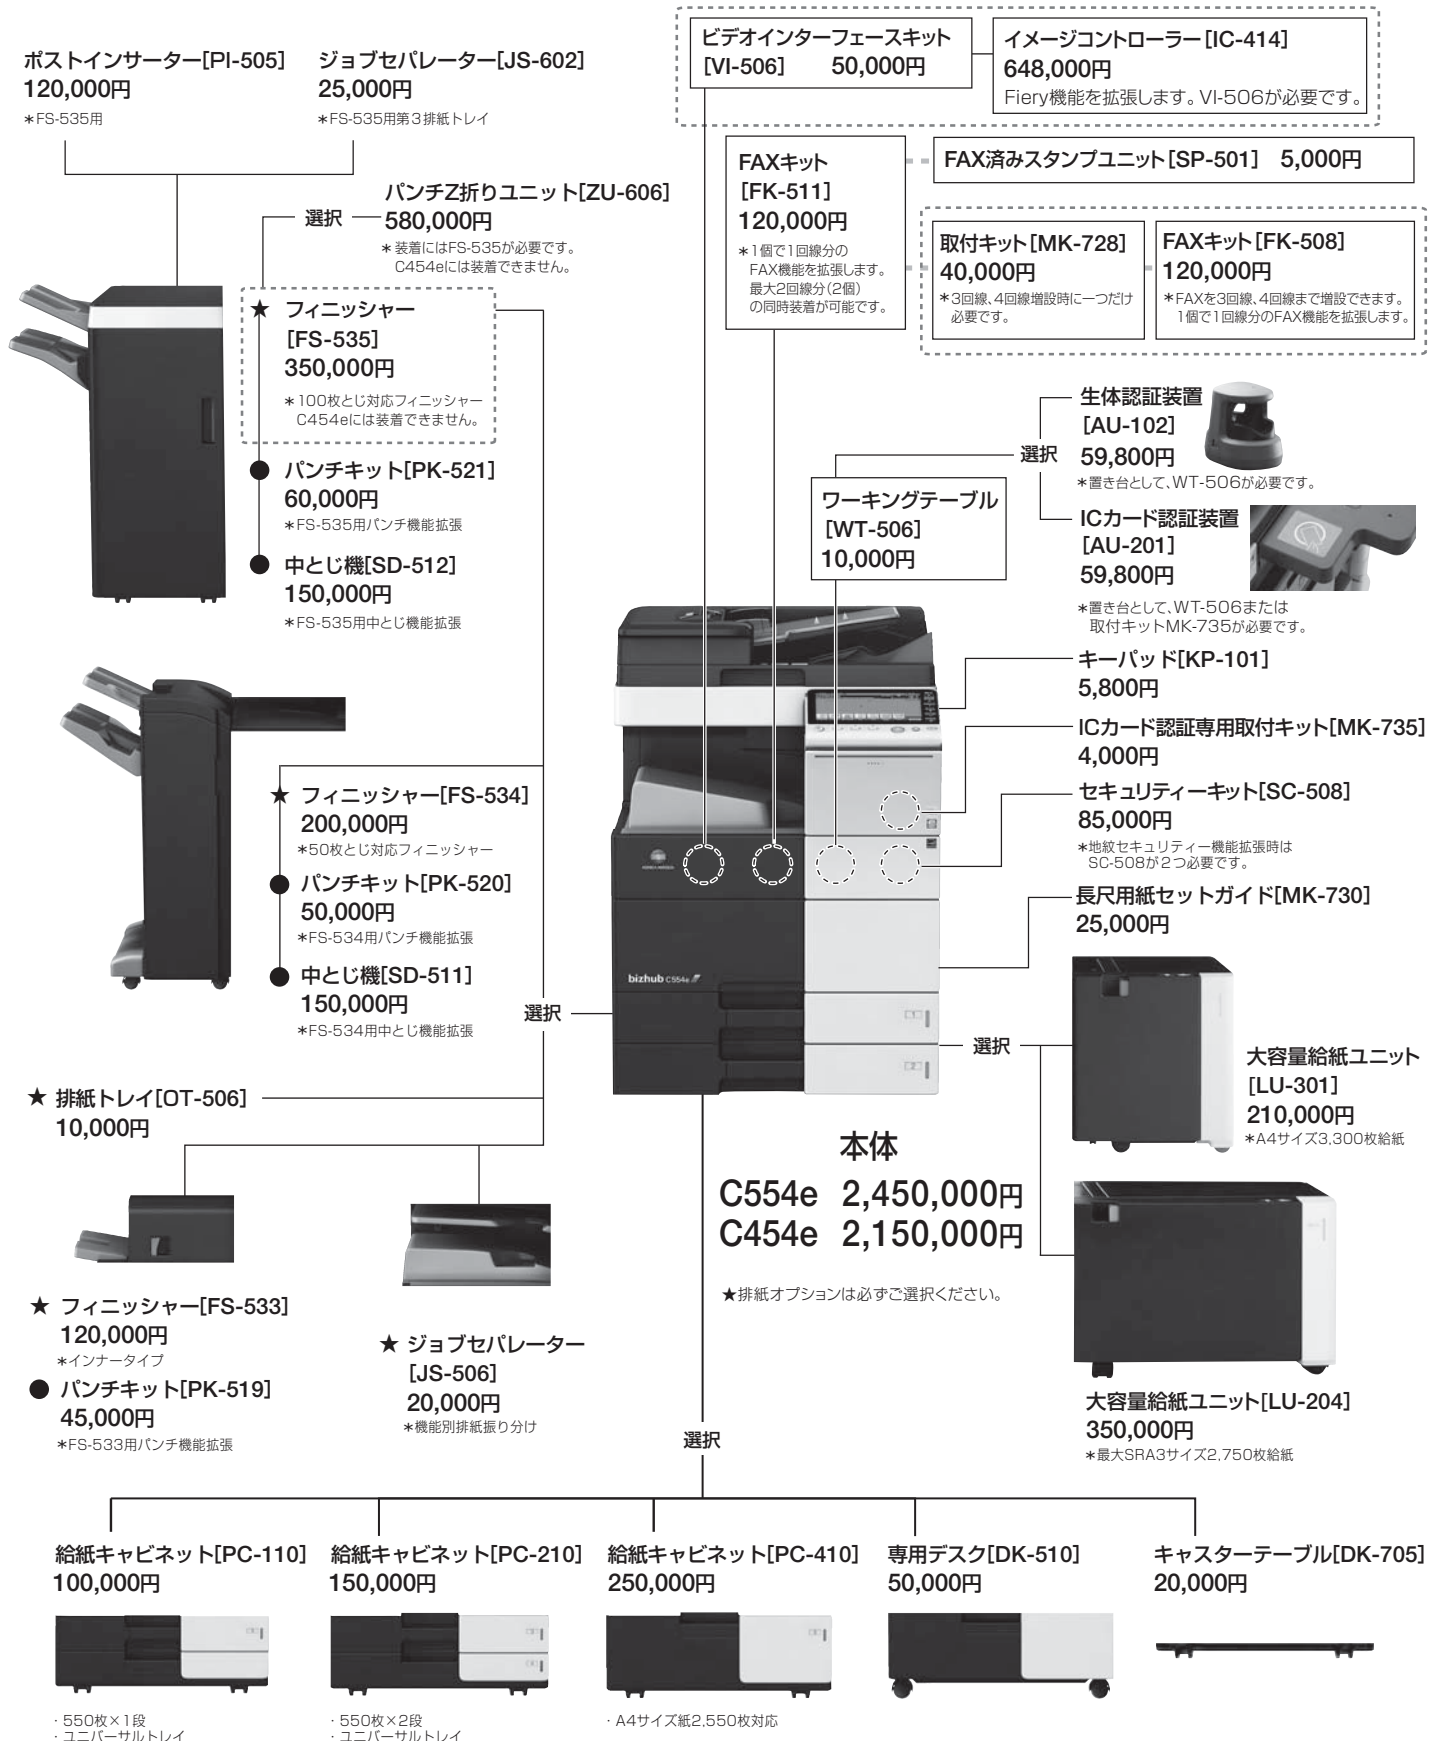 ポストインサーター[PI-505]
120,000円
*FS-535用
ジョブセパレーター[JS-602]
25,000円
*FS-535用第3排紙トレイ
ビデオインターフェースキット
[VI-506] 50,000円
イメージコントローラー[IC-414]
648,000円
Fiery機能を拡張します。VI-506が必要です。
FAXキット
[FK-511]
120,000円
*1個で1回線分の
FAX機能を拡張します。
最大2回線分(2個)
の同時装着が可能です。
FAX済みスタンプユニット[SP-501] 5,000円
取付キット[MK-728]
40,000円
*3回線、4回線増設時に一つだけ
必要です。
FAXキット[FK-508]
120,000円
*FAXを3回線、4回線まで増設できます。
1個で1回線分のFAX機能を拡張します。
選択
パンチZ折りユニット[ZU-606]
580,000円
*装着にはFS-535が必要です。
C454eには装着できません。
★ フィニッシャー
[FS-535]
350,000円
*100枚とじ対応フィニッシャー
C454eには装着できません。
● パンチキット[PK-521]
60,000円
*FS-535用パンチ機能拡張
● 中とじ機[SD-512]
150,000円
*FS-535用中とじ機能拡張
ワーキングテーブル
[WT-506]
10,000円
選択
生体認証装置
[AU-102]
59,800円
*置き台として、WT-506が必要です。
ICカード認証装置
[AU-201]
59,800円
*置き台として、WT-506または
取付キットMK-735が必要です。
キーパッド[KP-101]
5,800円
ICカード認証専用取付キット[MK-735]
4,000円
セキュリティーキット[SC-508]
85,000円
*地紋セキュリティー機能拡張時は
SC-508が2つ必要です。
長尺用紙セットガイド[MK-730]
25,000円
★ フィニッシャー[FS-534]
200,000円
*50枚とじ対応フィニッシャー
● パンチキット[PK-520]
50,000円
*FS-534用パンチ機能拡張
● 中とじ機[SD-511]
150,000円
*FS-534用中とじ機能拡張
選択
bizhub C554e
1
2
選択
大容量給紙ユニット
[LU-301]
210,000円
*A4サイズ3,300枚給紙
★ 排紙トレイ[OT-506]
10,000円
本体
C554e 2,450,000円
C454e 2,150,000円
★排紙オプションは必ずご選択ください。
★ フィニッシャー[FS-533]
120,000円
*インナータイプ
● パンチキット[PK-519]
45,000円
*FS-533用パンチ機能拡張
★ ジョブセパレーター
[JS-506]
20,000円
*機能別排紙振り分け
大容量給紙ユニット[LU-204]
350,000円
*最大SRA3サイズ2,750枚給紙
選択
給紙キャビネット[PC-110]
100,000円
・550枚×1段
・ユニバーサルトレイ
給紙キャビネット[PC-210]
150,000円
・550枚×2段
・ユニバーサルトレイ
給紙キャビネット[PC-410]
250,000円
・A4サイズ紙2,550枚対応
専用デスク[DK-510]
50,000円
キャスターテーブル[DK-705]
20,000円